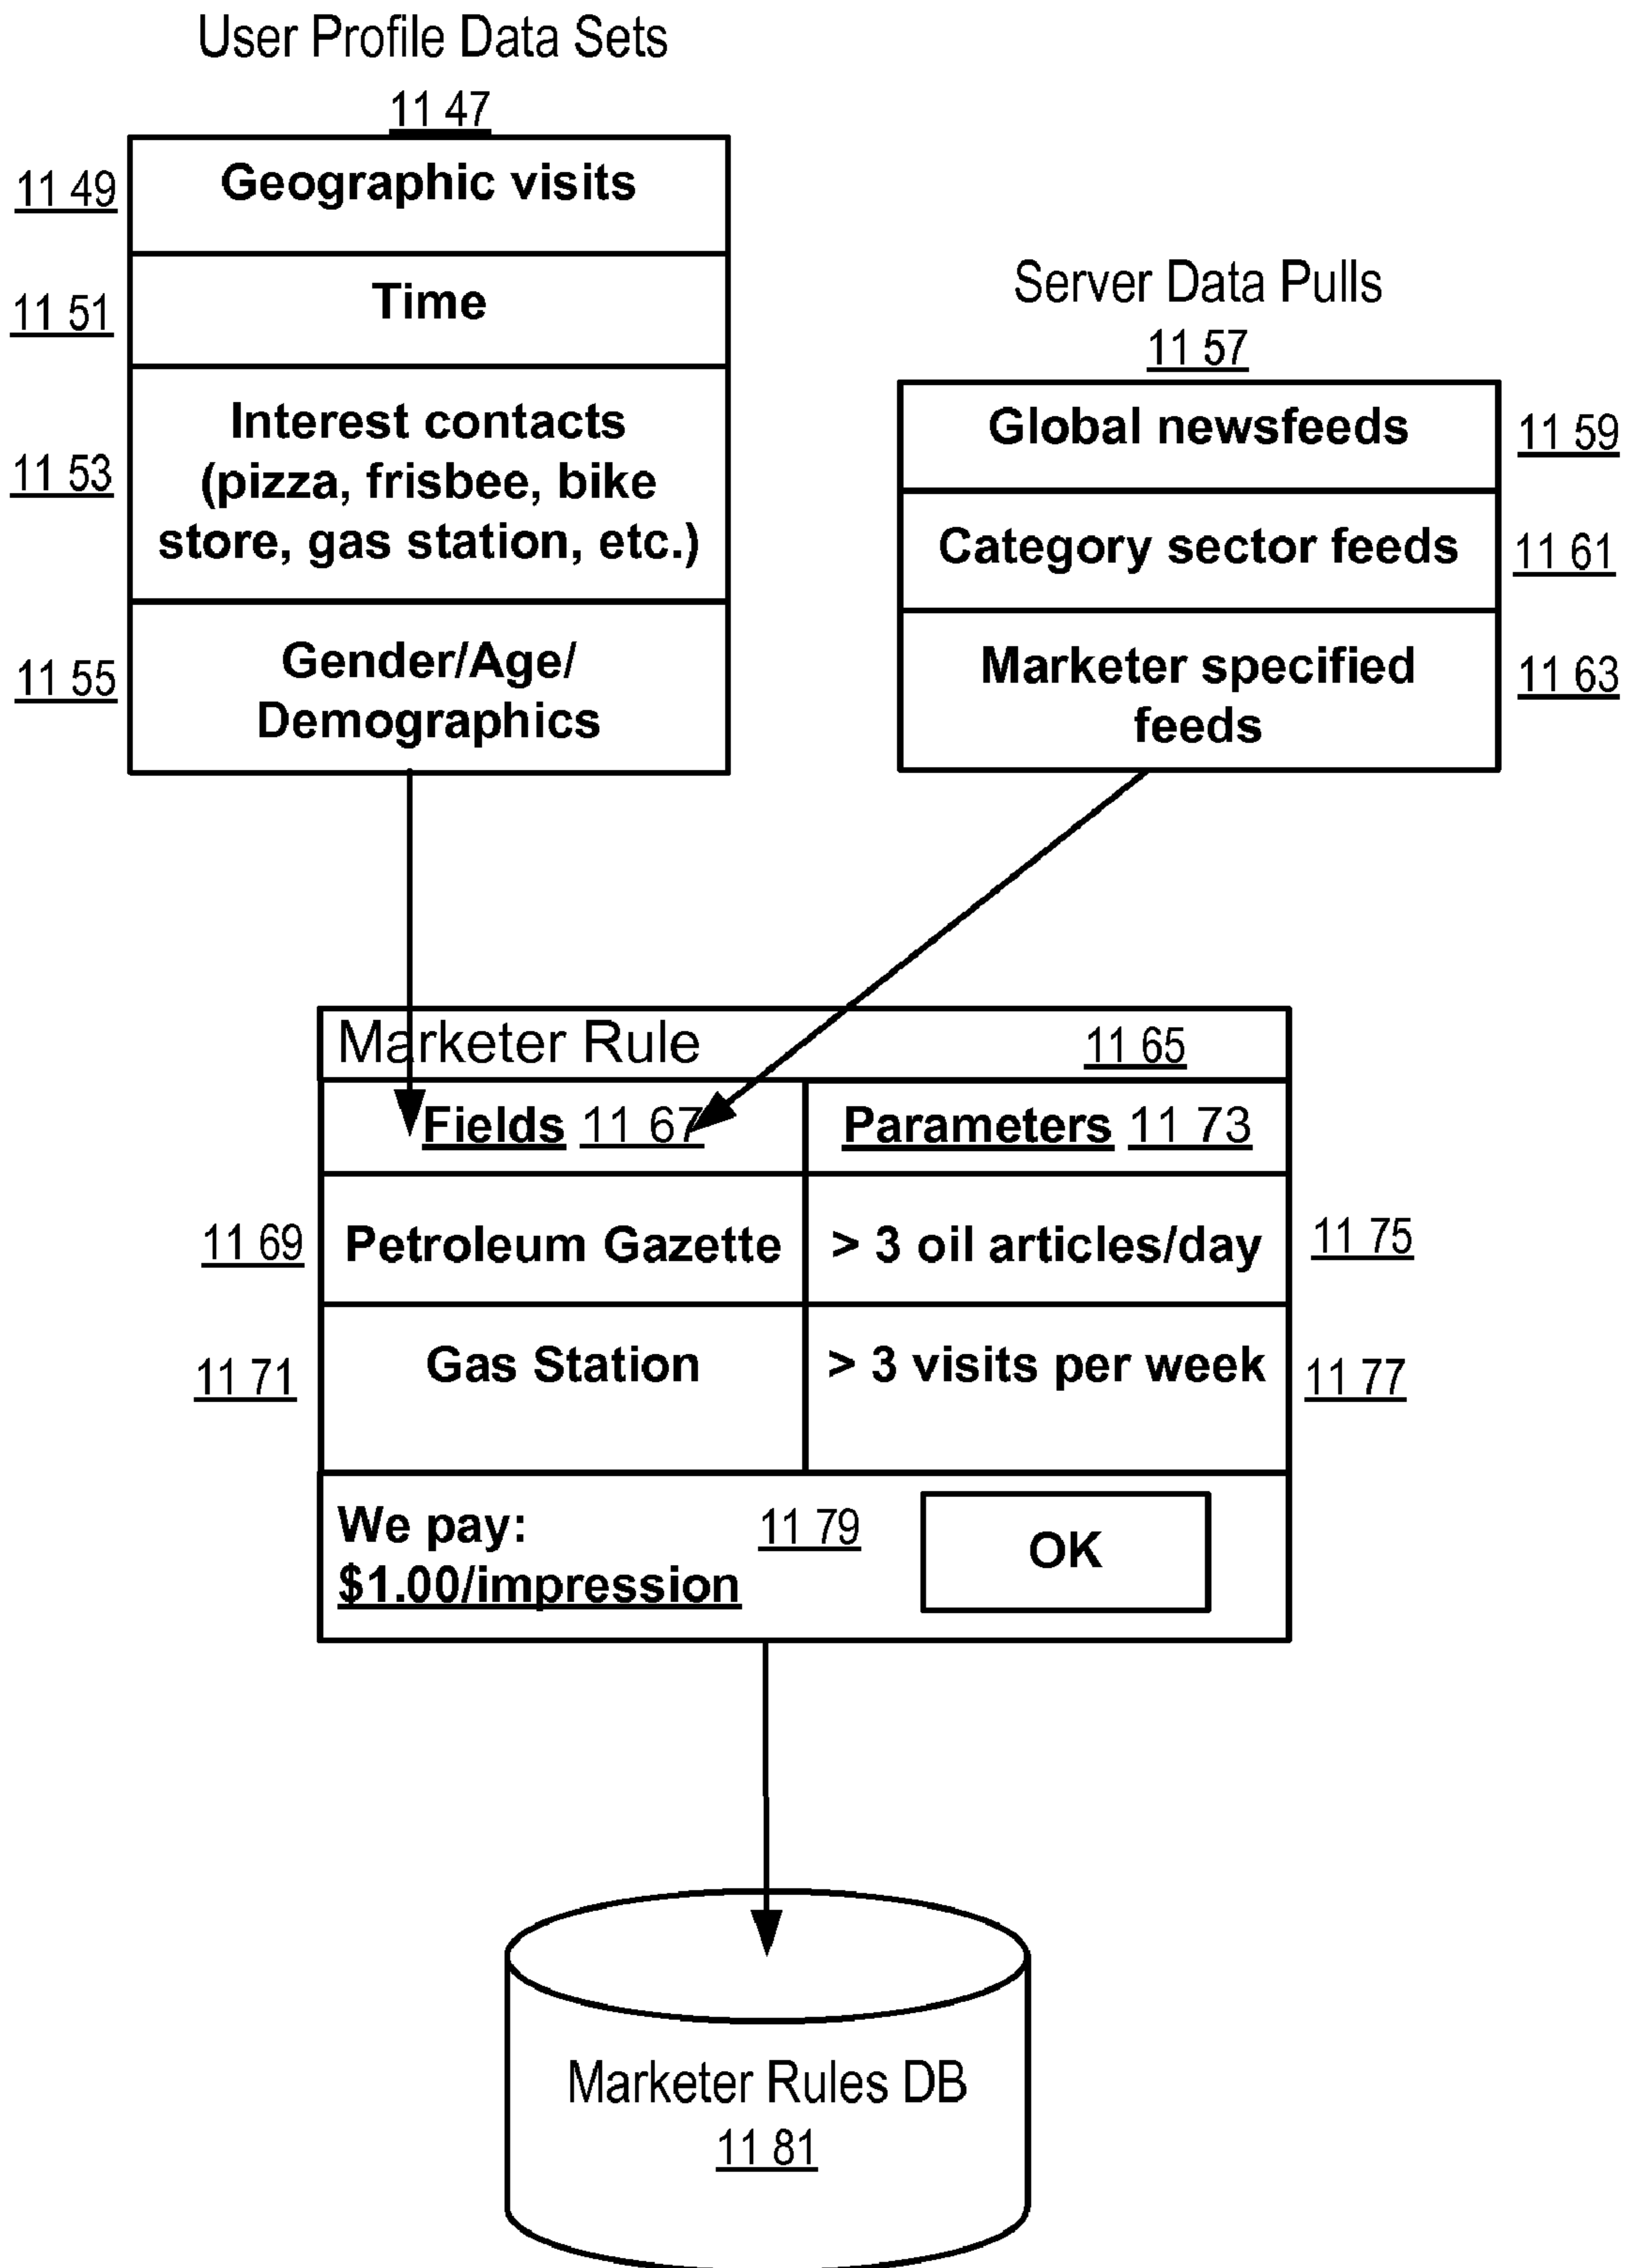 User Profile Data Sets
11 47
11 49
Geographic visits
11 51
Time
11 53
Interest contacts
(pizza, frisbee, bike
store, gas station, etc.)
11 55
Gender/Age/
Demographics
Server Data Pulls
11 57
Global newsfeeds
11 59
Category sector feeds
11 61
Marketer specified
feeds
11 63
Marketer Rule 11 65
Fields 11 67
Parameters 11 73
11 69
Petroleum Gazette
> 3 oil articles/day
11 75
11 71
Gas Station
> 3 visits per week
11 77
We pay:
$1.00/impression
11 79
OK
Marketer Rules DB
11 81